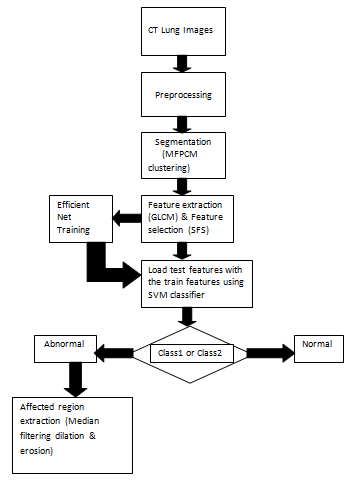 CT Lung Images
Preprocessing
Segmentation
(MFPCM
clustering)
Efficient
Net
Training
Feature extraction
(GLCM) & Feature
selection (SFS)
Load test features with
the train features using
SVM classifier
Abnormal
Class1 or Class2
Normal
Affected region
extraction (Median
filtering dilation &
erosion)